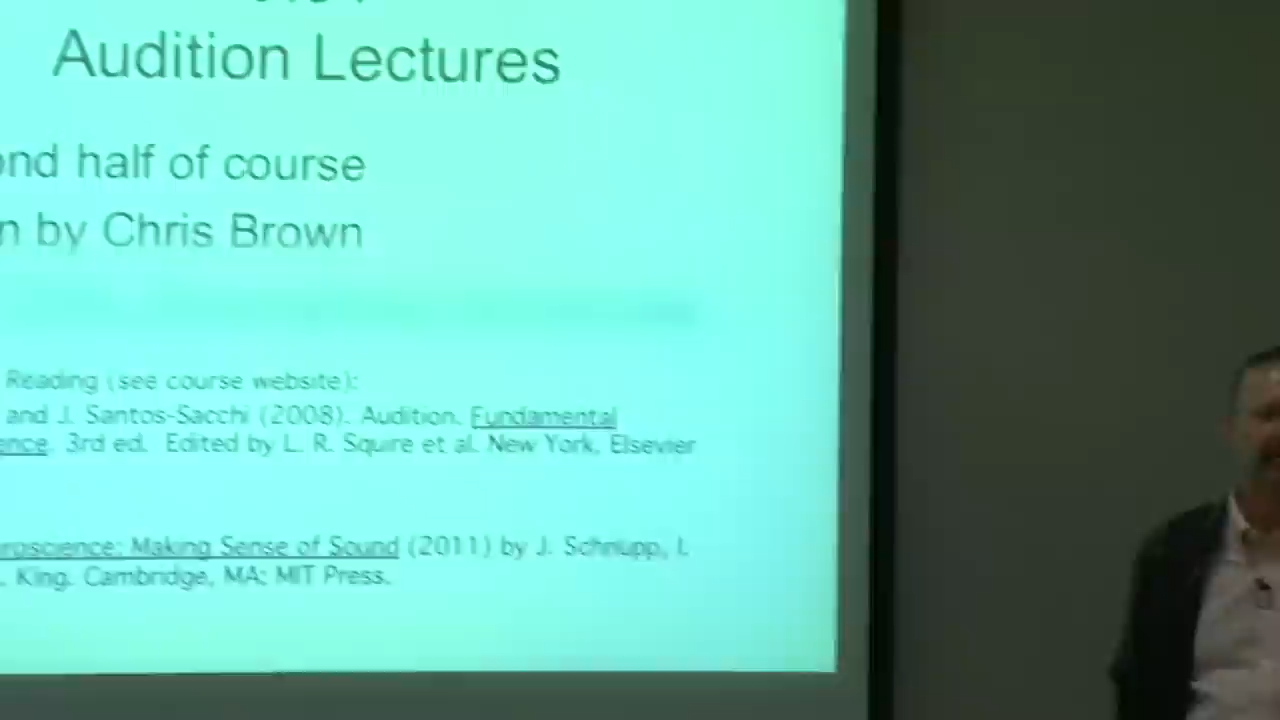 Audition Lectures
ond half of course
n by Chris Brown
Reading (see course website):
and J. Santos-Sacchi (2008). Audition. Fundamental
ence. 3rd ed. Edited by L. R. Squire et al. New York, Elsevier
roscience: Making Sense of Sound (2011) by J. Schnupp, I.
. King. Cambridge, MA: MIT Press.